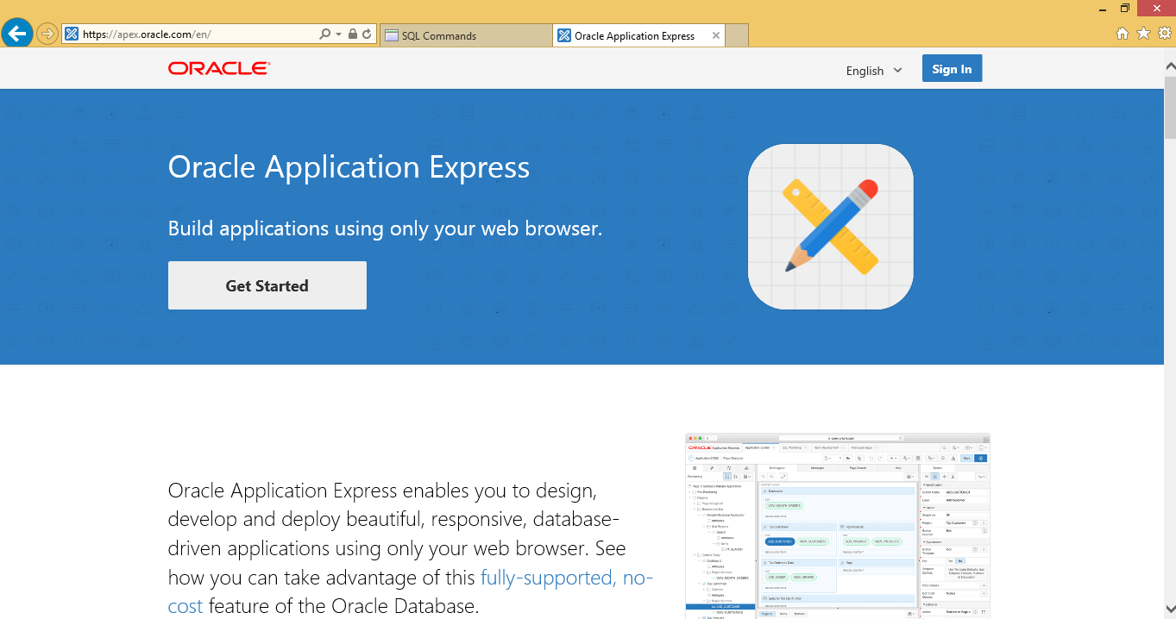 https://apex.oracle.com/en/
SQL Commands
Oracle Application Express
ORACLE
English
Sign In
Oracle Application Express
Build applications using only your web browser.
Get Started
Oracle Application Express enables you to design,
develop and deploy beautiful, responsive, database-
driven applications using only your web browser. See
how you can take advantage of this fully-supported, no-
cost feature of the Oracle Database.